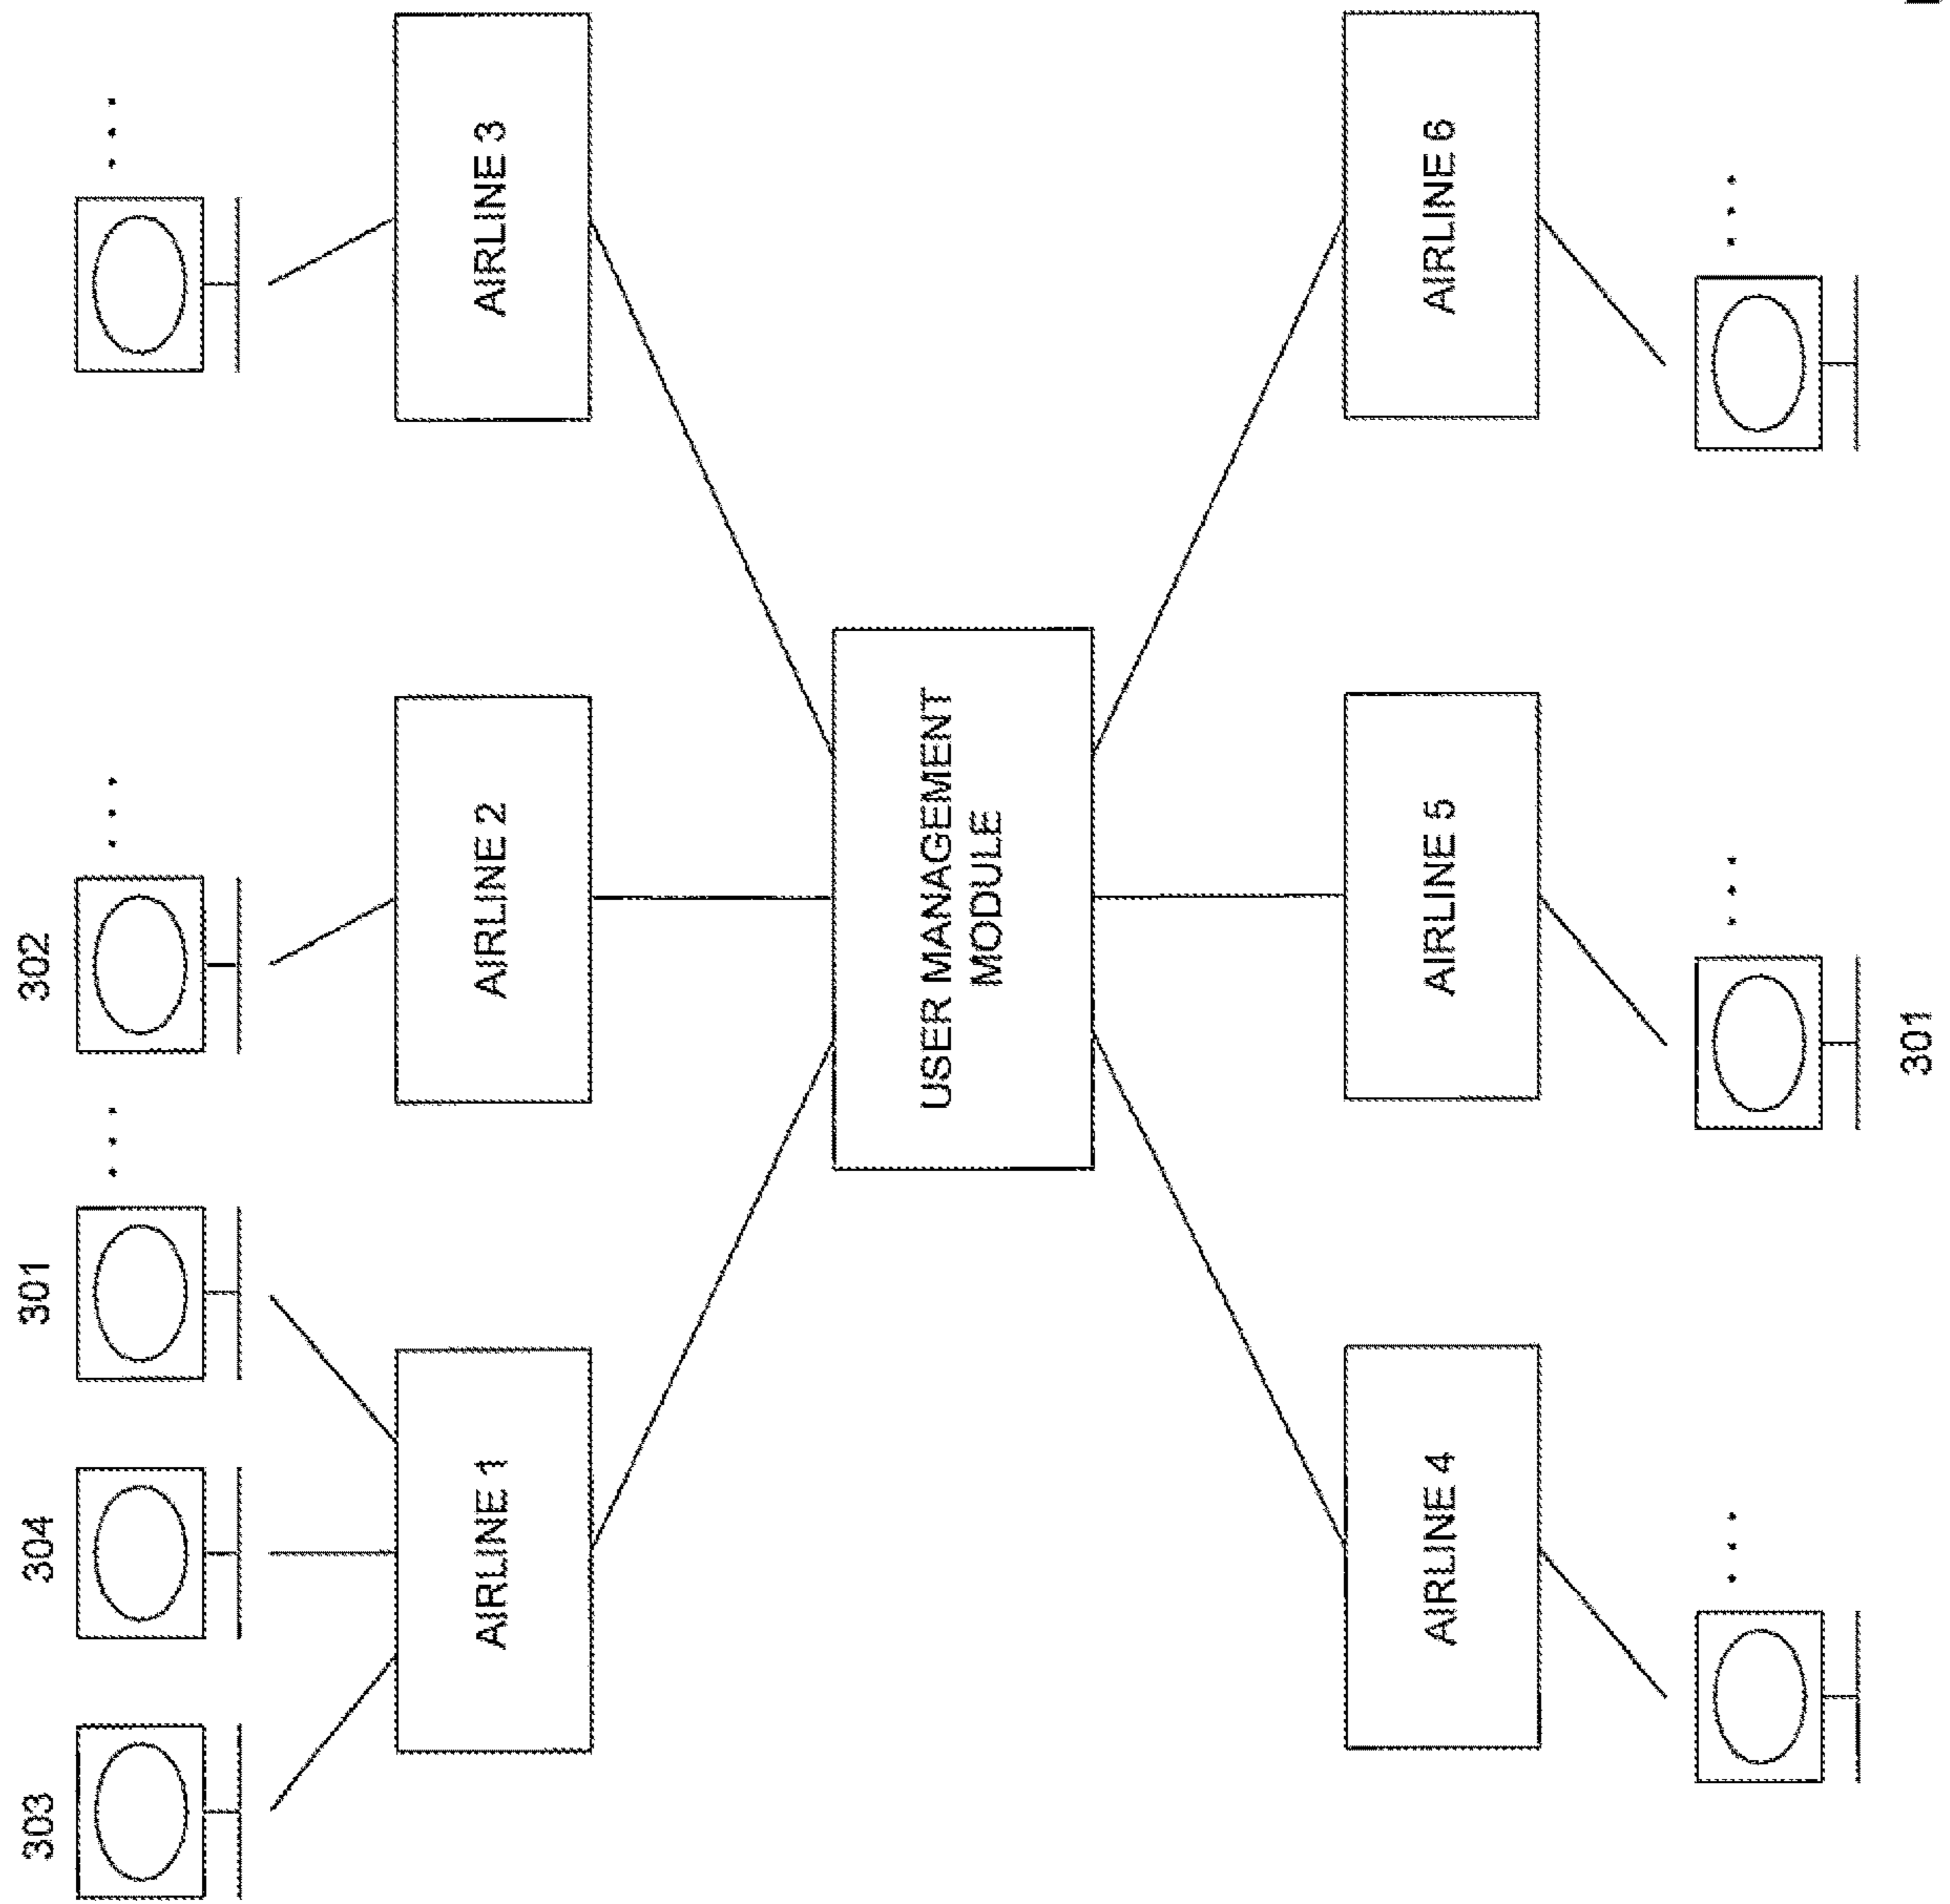 303
304
301
302
AIRLINE 1
AIRLINE 2
AIRLINE 3
USER MANAGEMENT
MODULE
AIRLINE 4
AIRLINE 5
AIRLINE 6
301